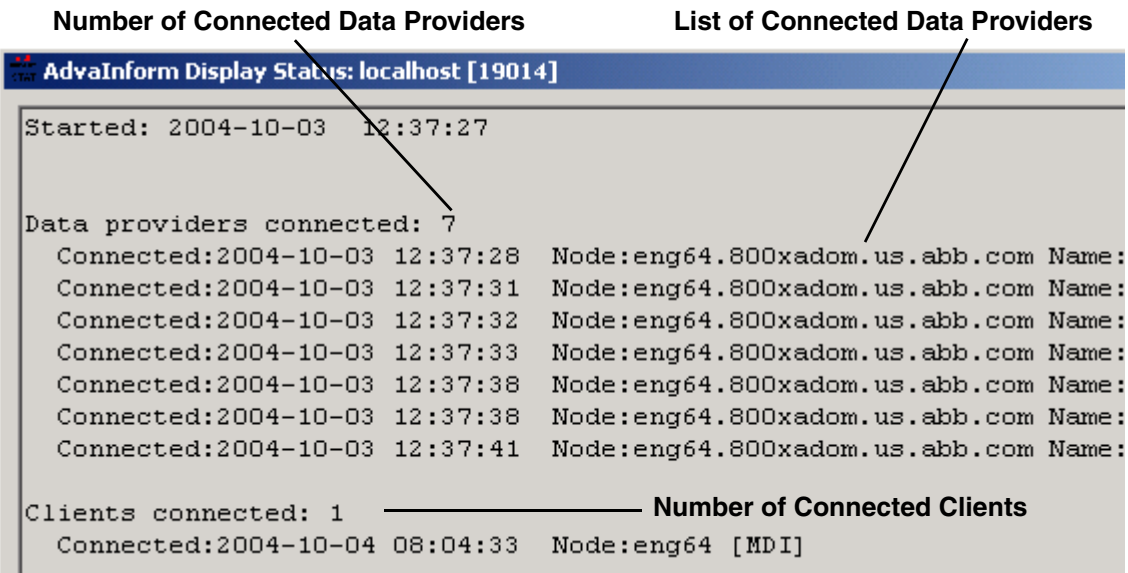 Number of Connected Data Providers
List of Connected Data Providers
AdvaInform Display Status: localhost [19014]
Started: 2004-10-03  12:37:27
Data providers connected: 7
Connected:2004-10-03 12:37:28  Node:eng64.800xadom.us.abb.com Name:
Connected:2004-10-03 12:37:31  Node:eng64.800xadom.us.abb.com Name:
Connected:2004-10-03 12:37:32  Node:eng64.800xadom.us.abb.com Name:
Connected:2004-10-03 12:37:33  Node:eng64.800xadom.us.abb.com Name:
Connected:2004-10-03 12:37:38  Node:eng64.800xadom.us.abb.com Name:
Connected:2004-10-03 12:37:38  Node:eng64.800xadom.us.abb.com Name:
Connected:2004-10-03 12:37:41  Node:eng64.800xadom.us.abb.com Name:
Clients connected: 1
Number of Connected Clients
Connected:2004-10-04 08:04:33  Node:eng64 [MDI]